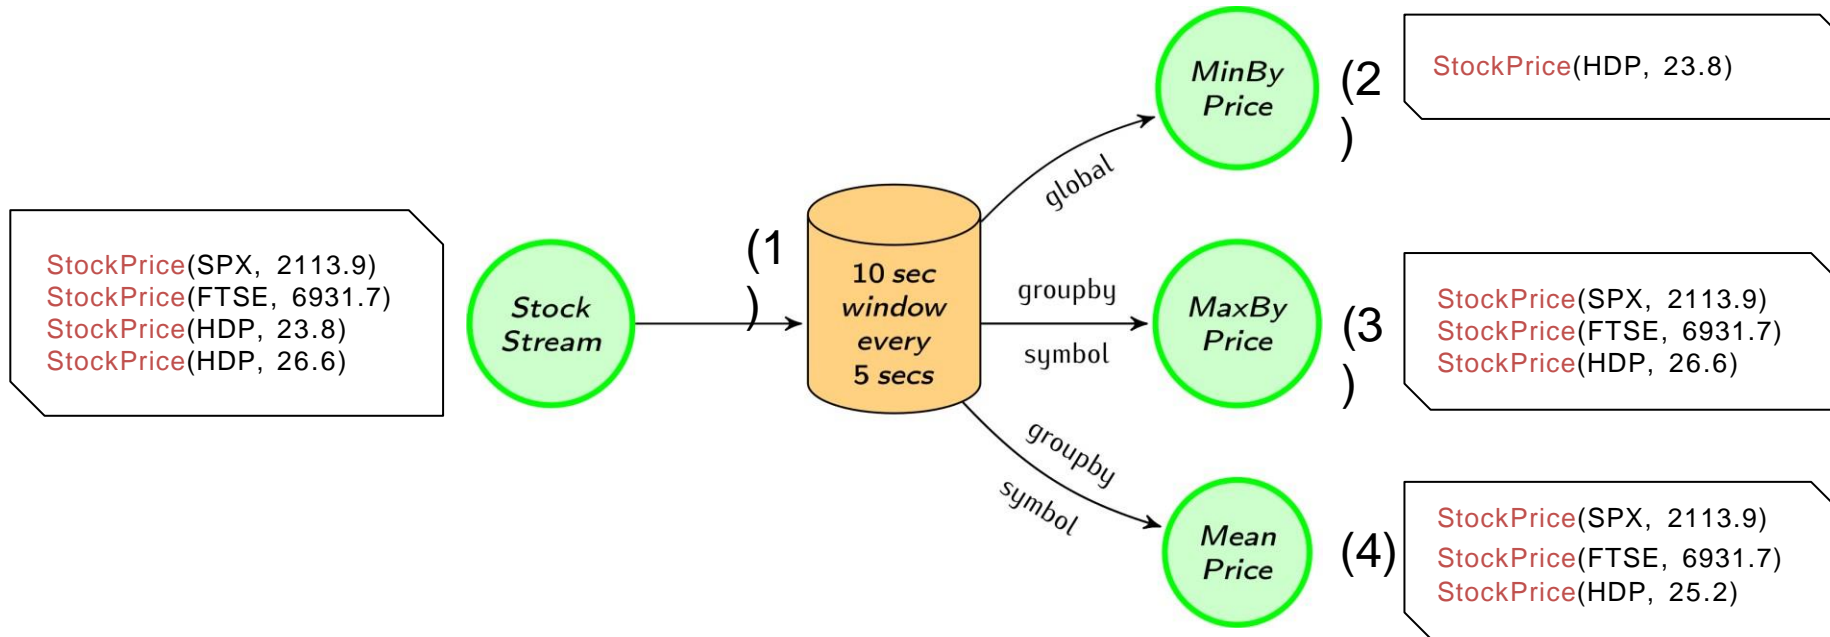 StockPrice(SPX, 2113.9)
StockPrice(FTSE, 6931.7)
StockPrice(HDP, 23.8)
StockPrice(HDP, 26.6)
Stock
Stream
(1
)
10 sec
window
every
5 secs
global
groupby
symbol
groupby
symbol
MinBy
Price
(2
)
StockPrice(HDP, 23.8)
MaxBy
Price
(3
)
StockPrice(SPX, 2113.9)
StockPrice(FTSE, 6931.7)
StockPrice(HDP, 26.6)
Mean
Price
(4)
StockPrice(SPX, 2113.9)
StockPrice(FTSE, 6931.7)
StockPrice(HDP, 25.2)